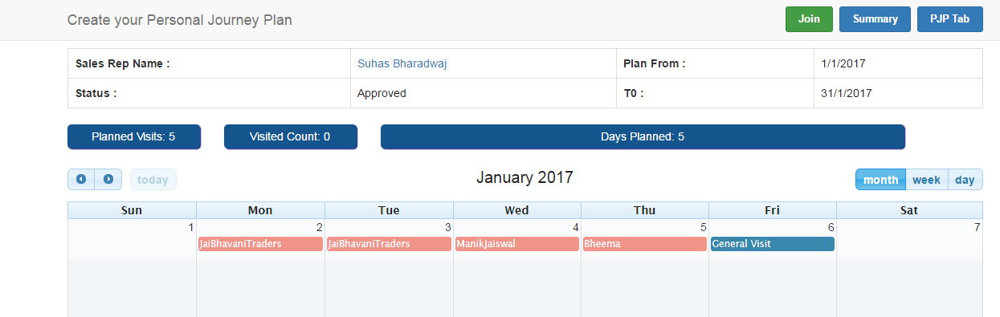 Create your Personal Journey Plan Join Summary PJP Tab
Sales Rep Name : Suhas Bharadwaj Plan From : 1/1/2017
Status : Approved T0 : 31/1/2017
Planned Visits: 5 Visited Count: 0 Days Planned: 5
today January 2017 month week day
Sun Mon Tue Wed Thu Fri Sat
1 2 3 4 5 6 7
JaiBhavaniTraders JaiBhavaniTraders ManikJaiswal Bheema General Visit